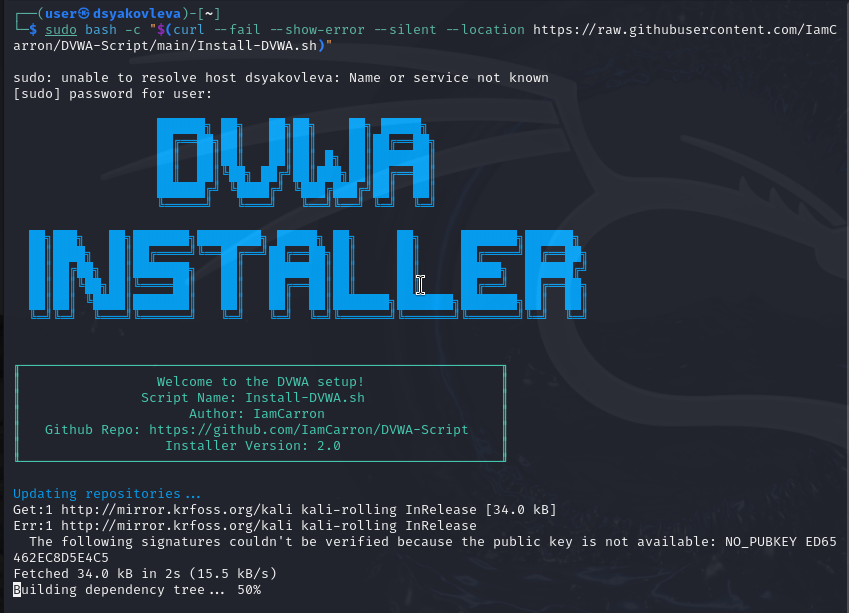 ┌──(user㉿dsyakovleva)-[~]
└─$ sudo bash -c "$(curl --fail --show-error --silent --location https://raw.githubusercontent.com/IamC
arron/DVWA-Script/main/Install-DVWA.sh)"
sudo: unable to resolve host dsyakovleva: Name or service not known
[sudo] password for user:
DVWA
INSTALLER
Welcome to the DVWA setup!
Script Name: Install-DVWA.sh
Author: IamCarron
Github Repo: https://github.com/IamCarron/DVWA-Script
Installer Version: 2.0
Updating repositories...
Get:1 http://mirror.krfoss.org/kali kali-rolling InRelease [34.0 kB]
Err:1 http://mirror.krfoss.org/kali kali-rolling InRelease
The following signatures couldn't be verified because the public key is not available: NO_PUBKEY ED65
462EC8D5E4C5
Fetched 34.0 kB in 2s (15.5 kB/s)
Building dependency tree... 50%